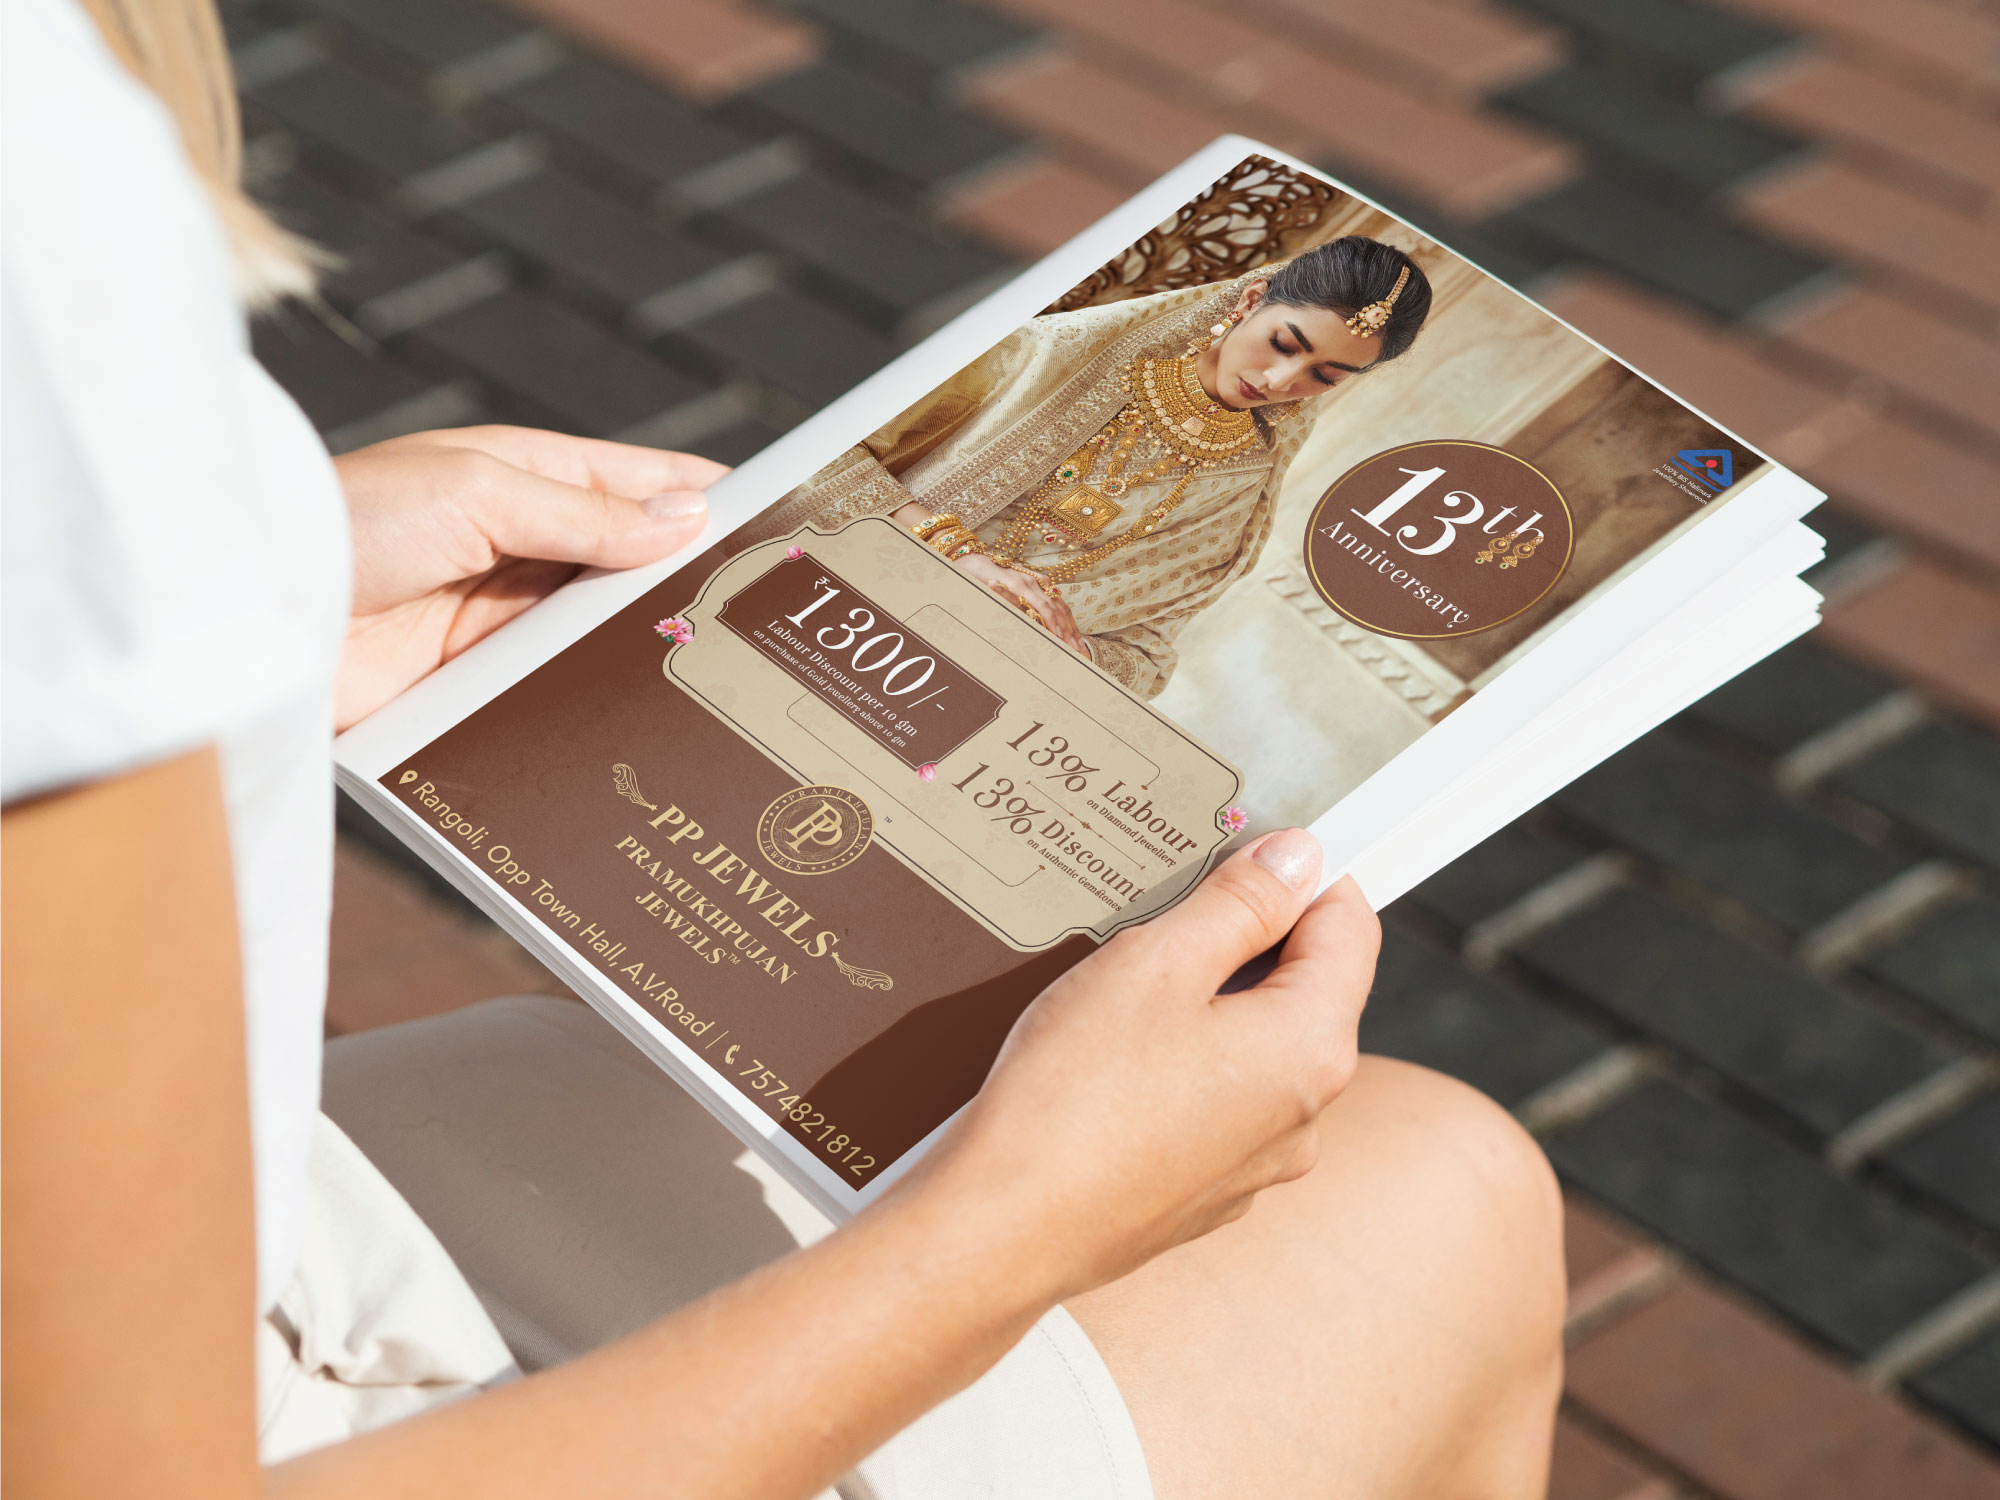 100% BIS Hallmark
Jewellery Showroom
13th
Anniversary
₹1300/-
Labour Discount per 10 gm
on purchase of Gold Jewellery above 10 gm
13% Labour
on Diamond Jewellery
13% Discount
on Authentic Gemstones
PRAMUKHPUJAN
PP
JEWELS
TM
PP JEWELS
PRAMUKHPUJAN
JEWELS™
Rangoli, Opp Town Hall, A.V.Road | 7574821812